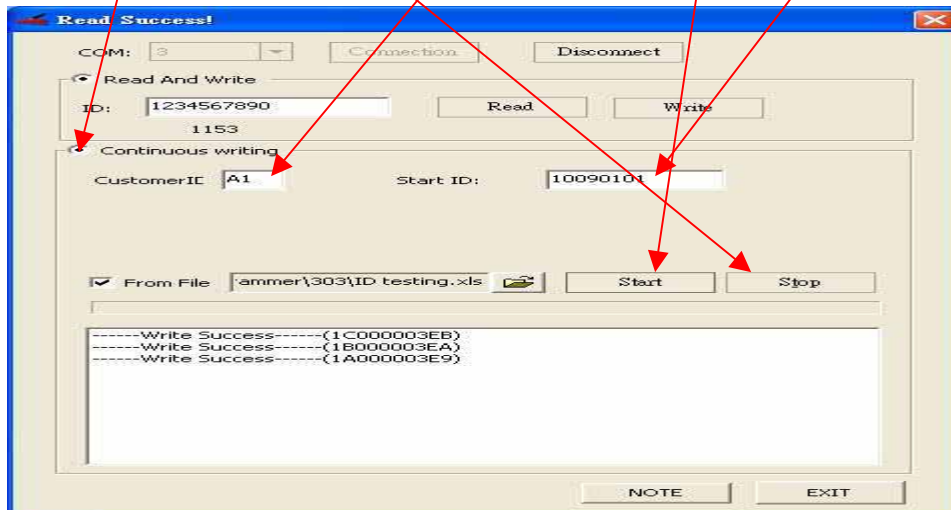 Read Success!
COM: 3 Connection Disconnect
Read And Write
ID: 1234567890 Read Write
1153
Continuous writing
CustomerID A1 Start ID: 10090101
From File ammer\303\ID testing.xls Start Stop
------Write Success------(1C000003EB)
------Write Success------(1B000003EA)
------Write Success------(1A000003E9)
NOTE EXIT